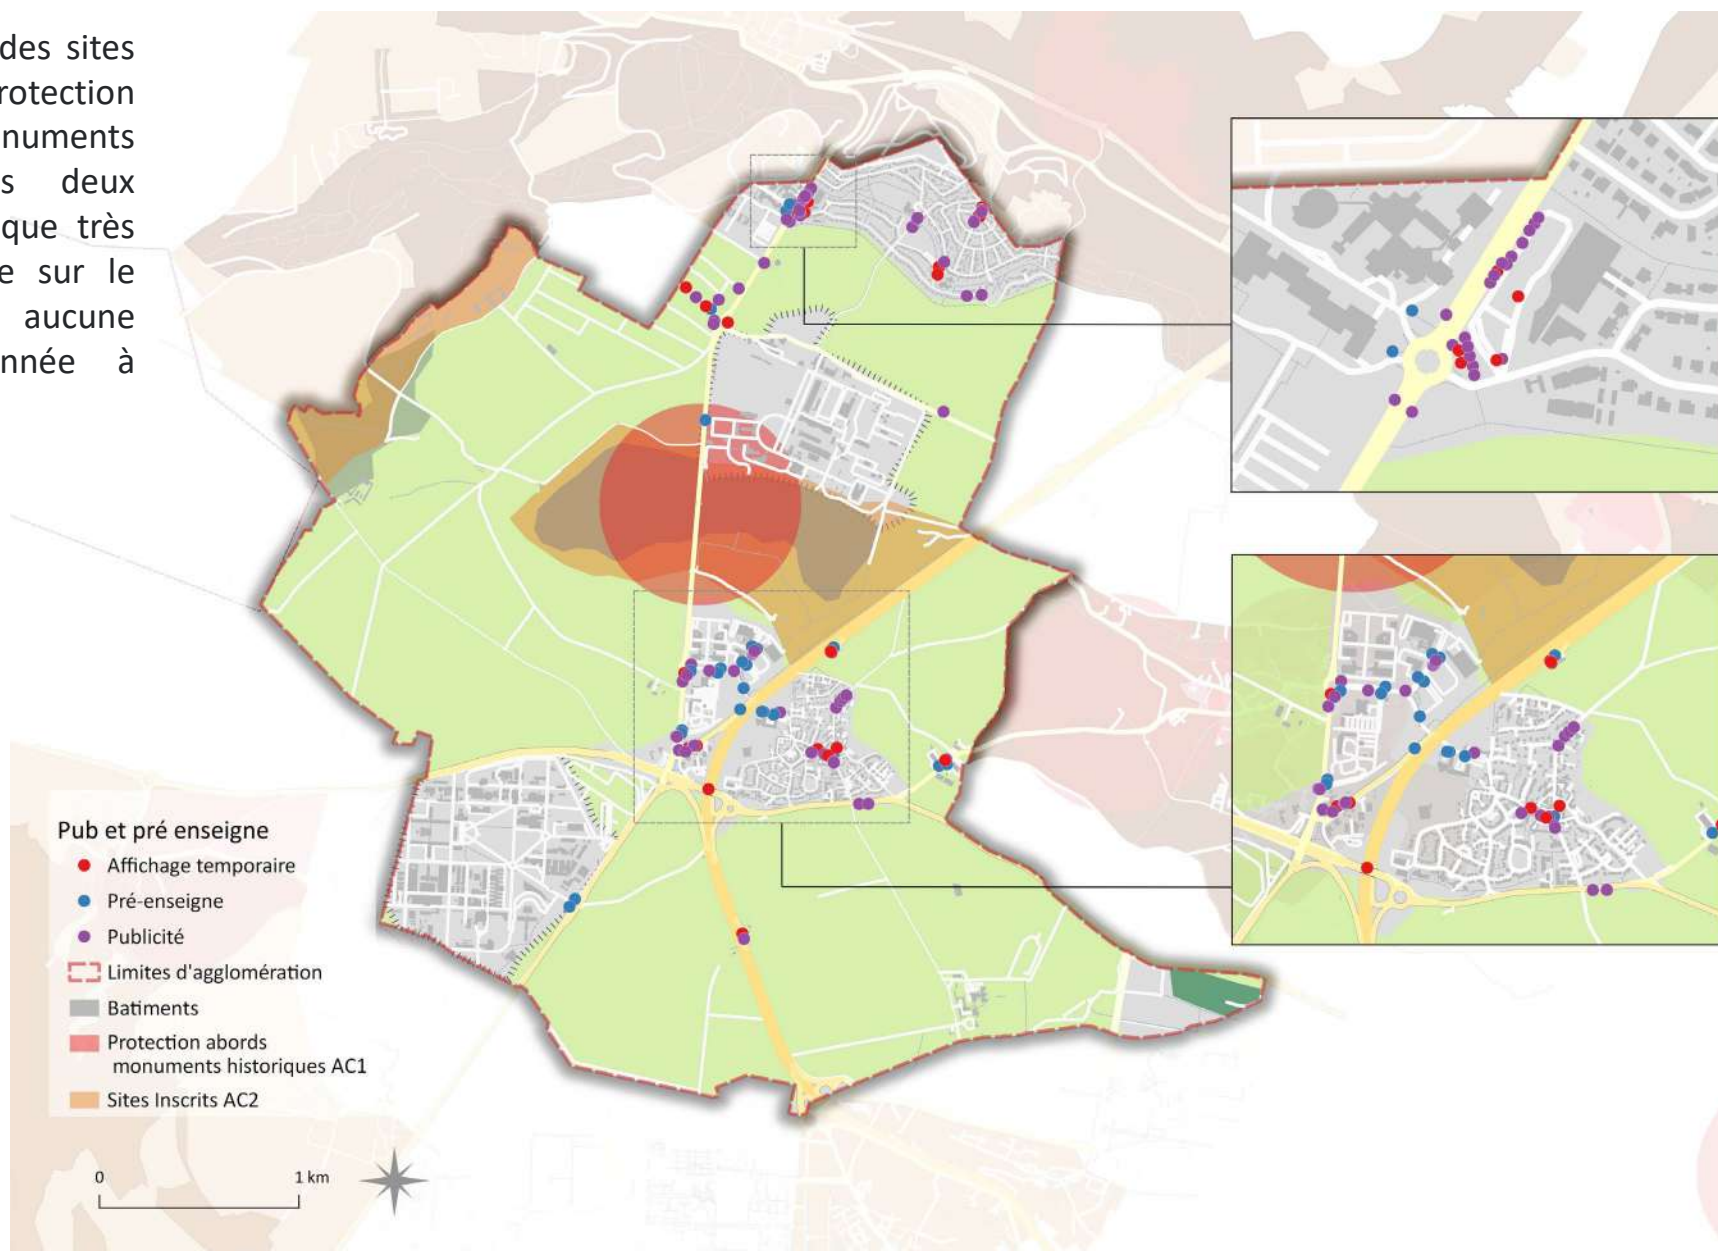 des sites
rotection
numents
s deux
que très
e sur le
aucune
nnée à
Pub et pré enseigne
Affichage temporaire
Pré-enseigne
Publicité
Limites d'agglomération
Batiments
Protection abords
monuments historiques AC1
Sites Inscrits AC2
0 1 km